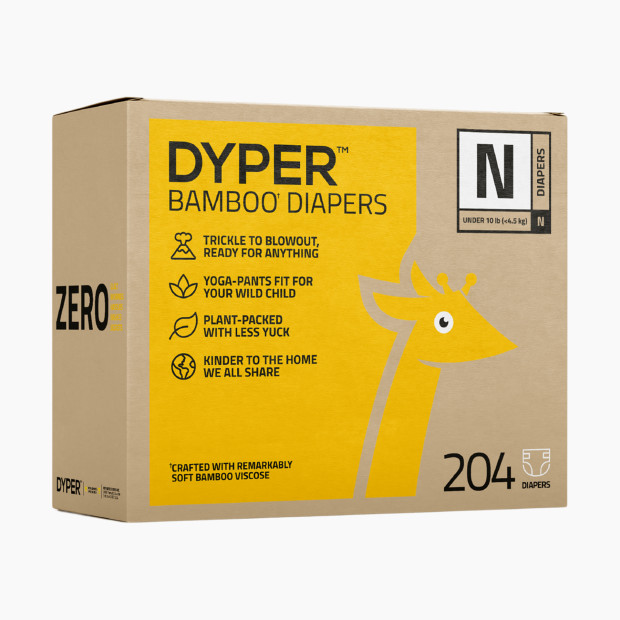 DYPER™
BAMBOO† DIAPERS
TRICKLE TO BLOWOUT,
READY FOR ANYTHING
YOGA-PANTS FIT FOR
YOUR WILD CHILD
PLANT-PACKED
WITH LESS YUCK
KINDER TO THE HOME
WE ALL SHARE
†CRAFTED WITH REMARKABLY
SOFT BAMBOO VISCOSE
N
DIAPERS
UNDER 10 lb (<4.5 kg)
N
204
DIAPERS
ZERO
DYPER